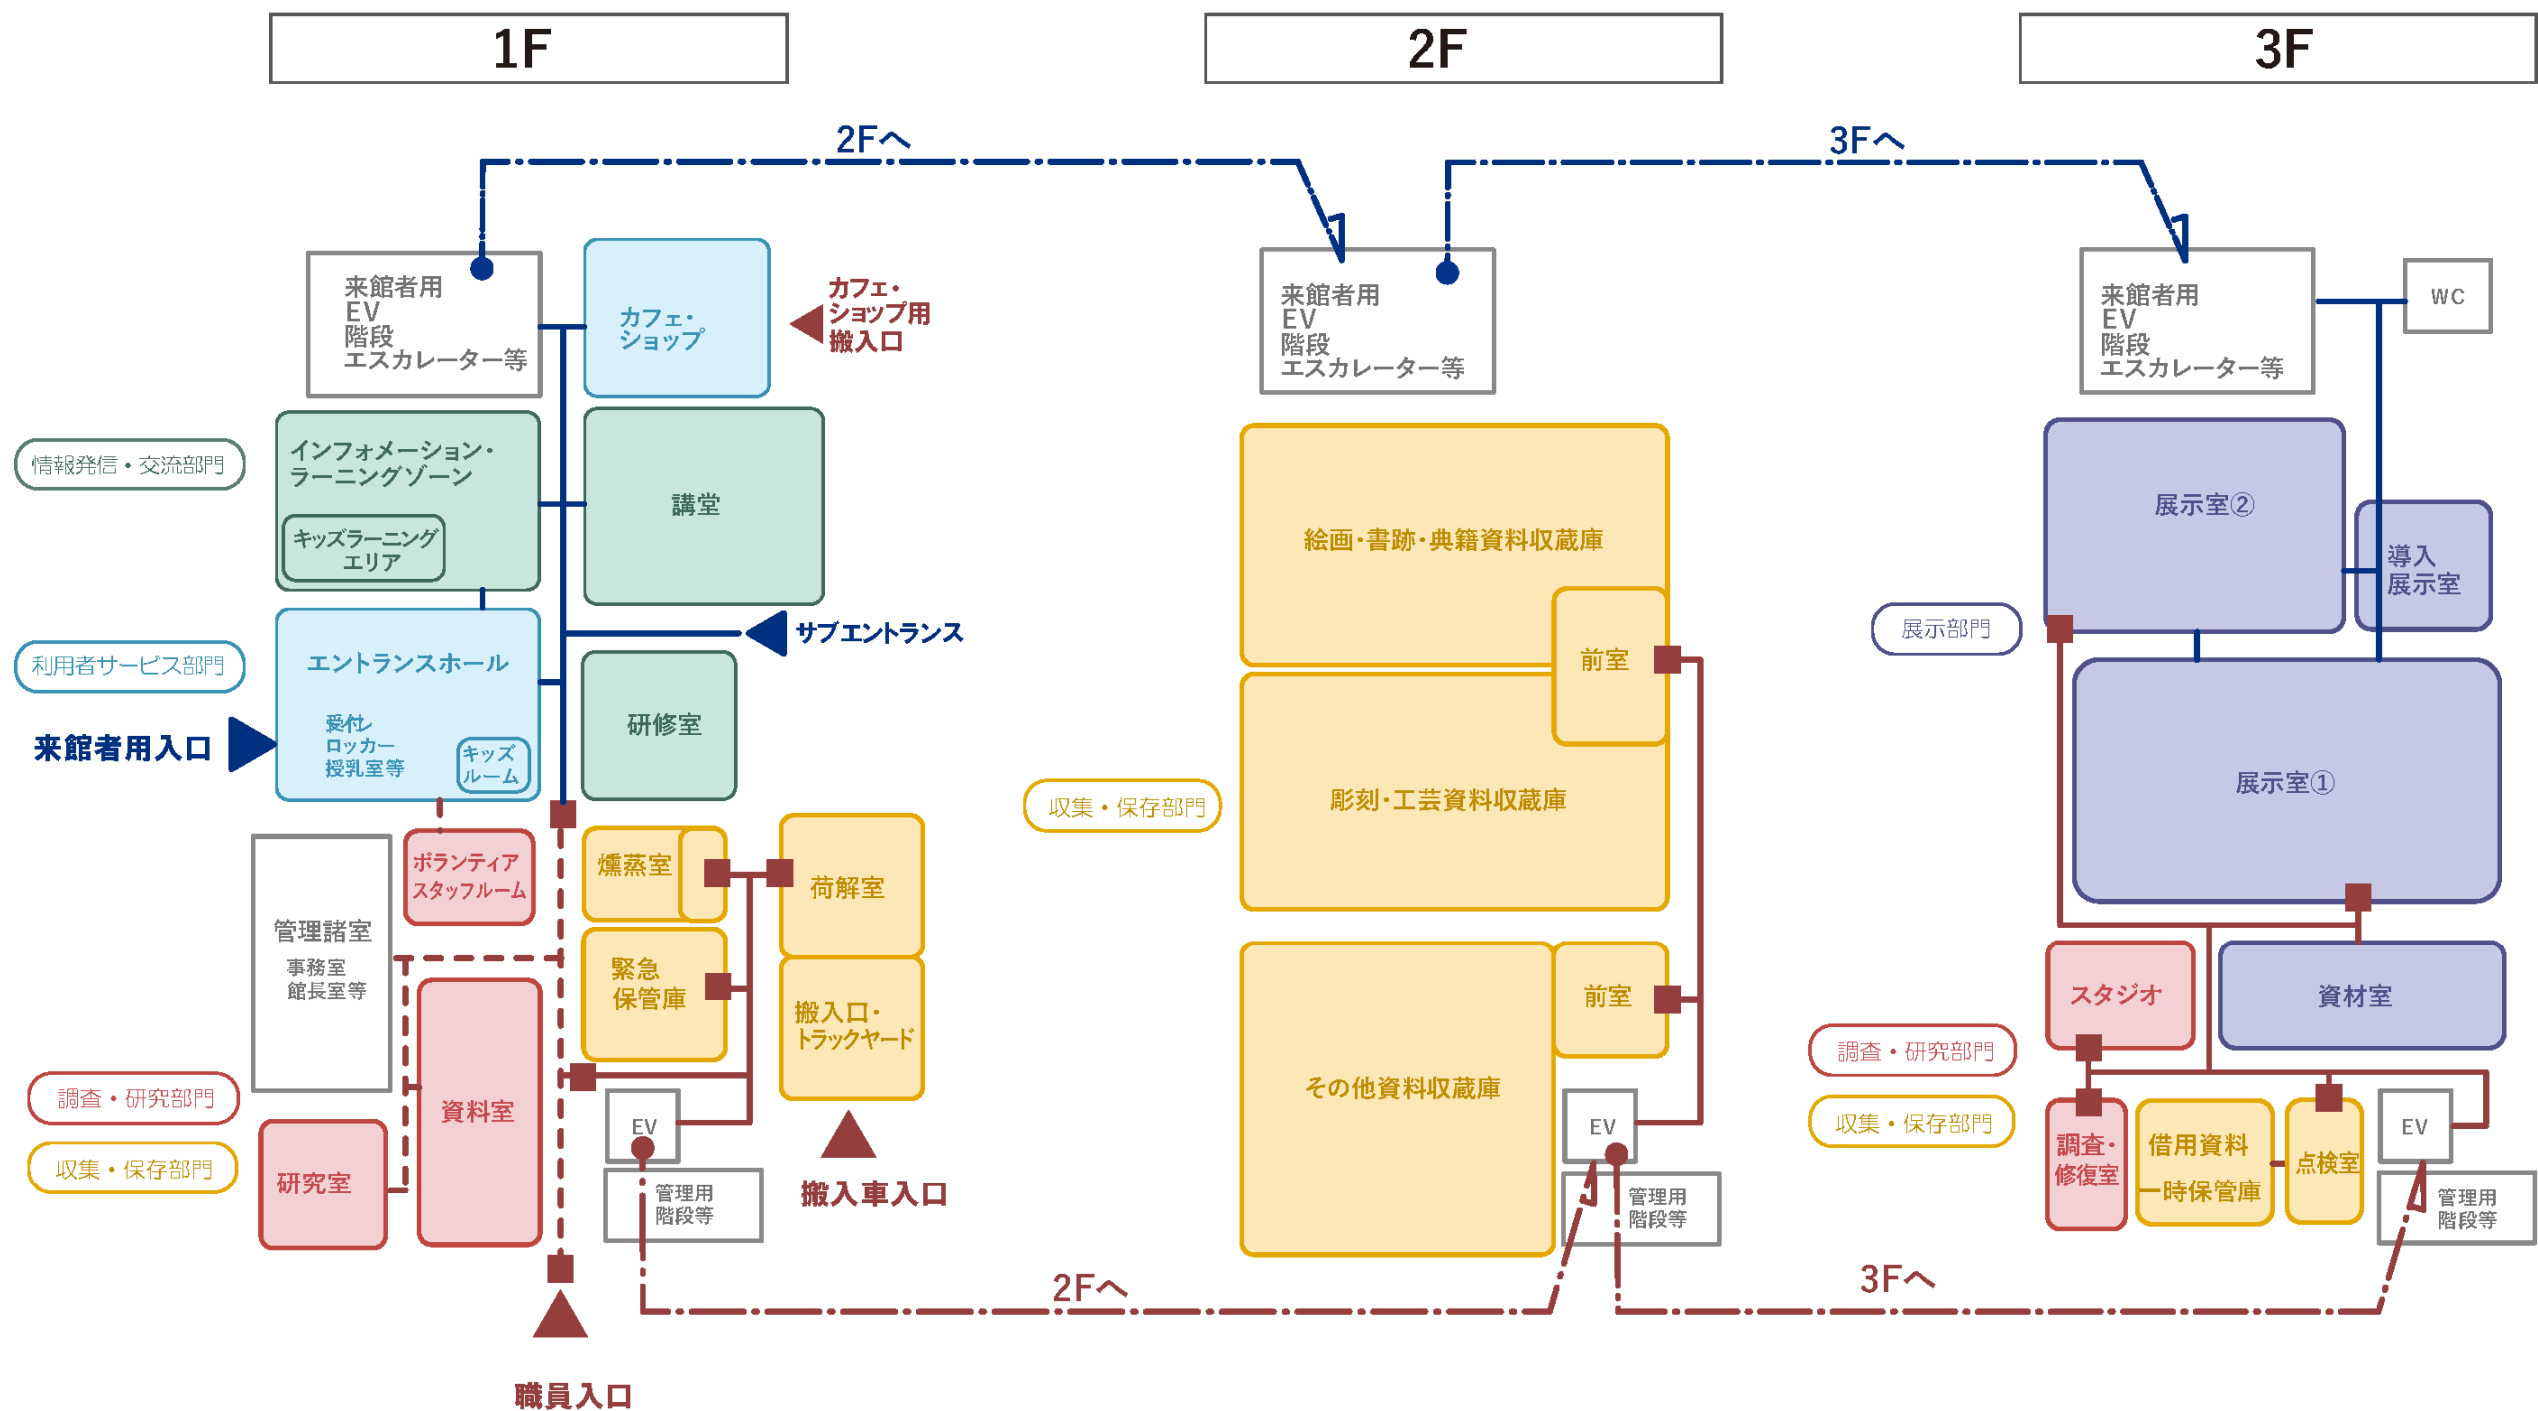 1F
2F
3F
2Fへ
3Fへ
来館者用
EV
階段
エスカレーター等
カフェ・
ショップ
カフェ・
ショップ用
搬入口
情報発信・交流部門
インフォメーション・
ラーニングゾーン
キッズラーニング
エリア
講堂
サブエントランス
利用者サービス部門
エントランスホール
受付
ロッカー
授乳室等
キッズ
ルーム
来館者用入口
研修室
ボランティア
スタッフルーム
管理諸室
事務室
館長室等
燻蒸室
荷解室
緊急
保管庫
搬入口・
トラックヤード
調査・研究部門
収集・保存部門
資料室
研究室
EV
管理用
階段等
搬入車入口
職員入口
2Fへ
来館者用
EV
階段
エスカレーター等
絵画・書跡・典籍資料収蔵庫
前室
彫刻・工芸資料収蔵庫
収集・保存部門
その他資料収蔵庫
前室
EV
管理用
階段等
3Fへ
来館者用
EV
階段
エスカレーター等
WC
展示室②
導入
展示室
展示部門
展示室①
スタジオ
資材室
調査・研究部門
収集・保存部門
調査・
修復室
借用資料
一時保管庫
点検室
EV
管理用
階段等